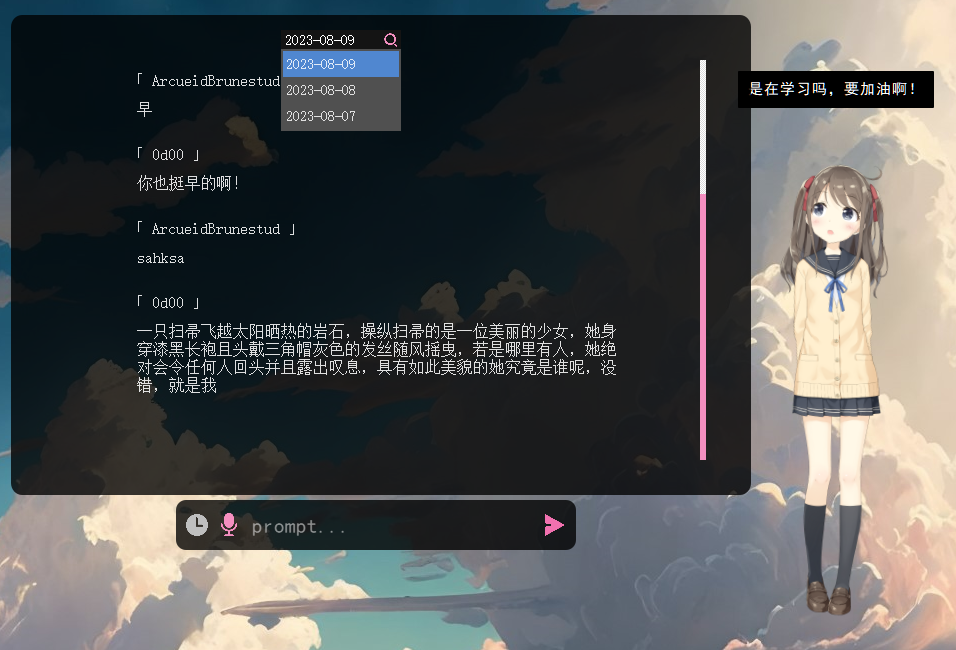 2023-08-09
2023-08-09
2023-08-08
2023-08-07
「 ArcueidBrunestud
早
「 0d00 」
你也挺早的啊！
「 ArcueidBrunestud 」
sahksa
「 0d00 」
一只扫帚飞越太阳晒热的岩石，操纵扫帚的是一位美丽的少女，她身
穿漆黑长袍且头戴三角帽灰色的发丝随风摇曳，若是哪里有人，她绝
对会令任何人回头并且露出叹息，具有如此美貌的她究竟是谁呢，没
错，就是我
prompt...
是在学习吗，要加油啊！